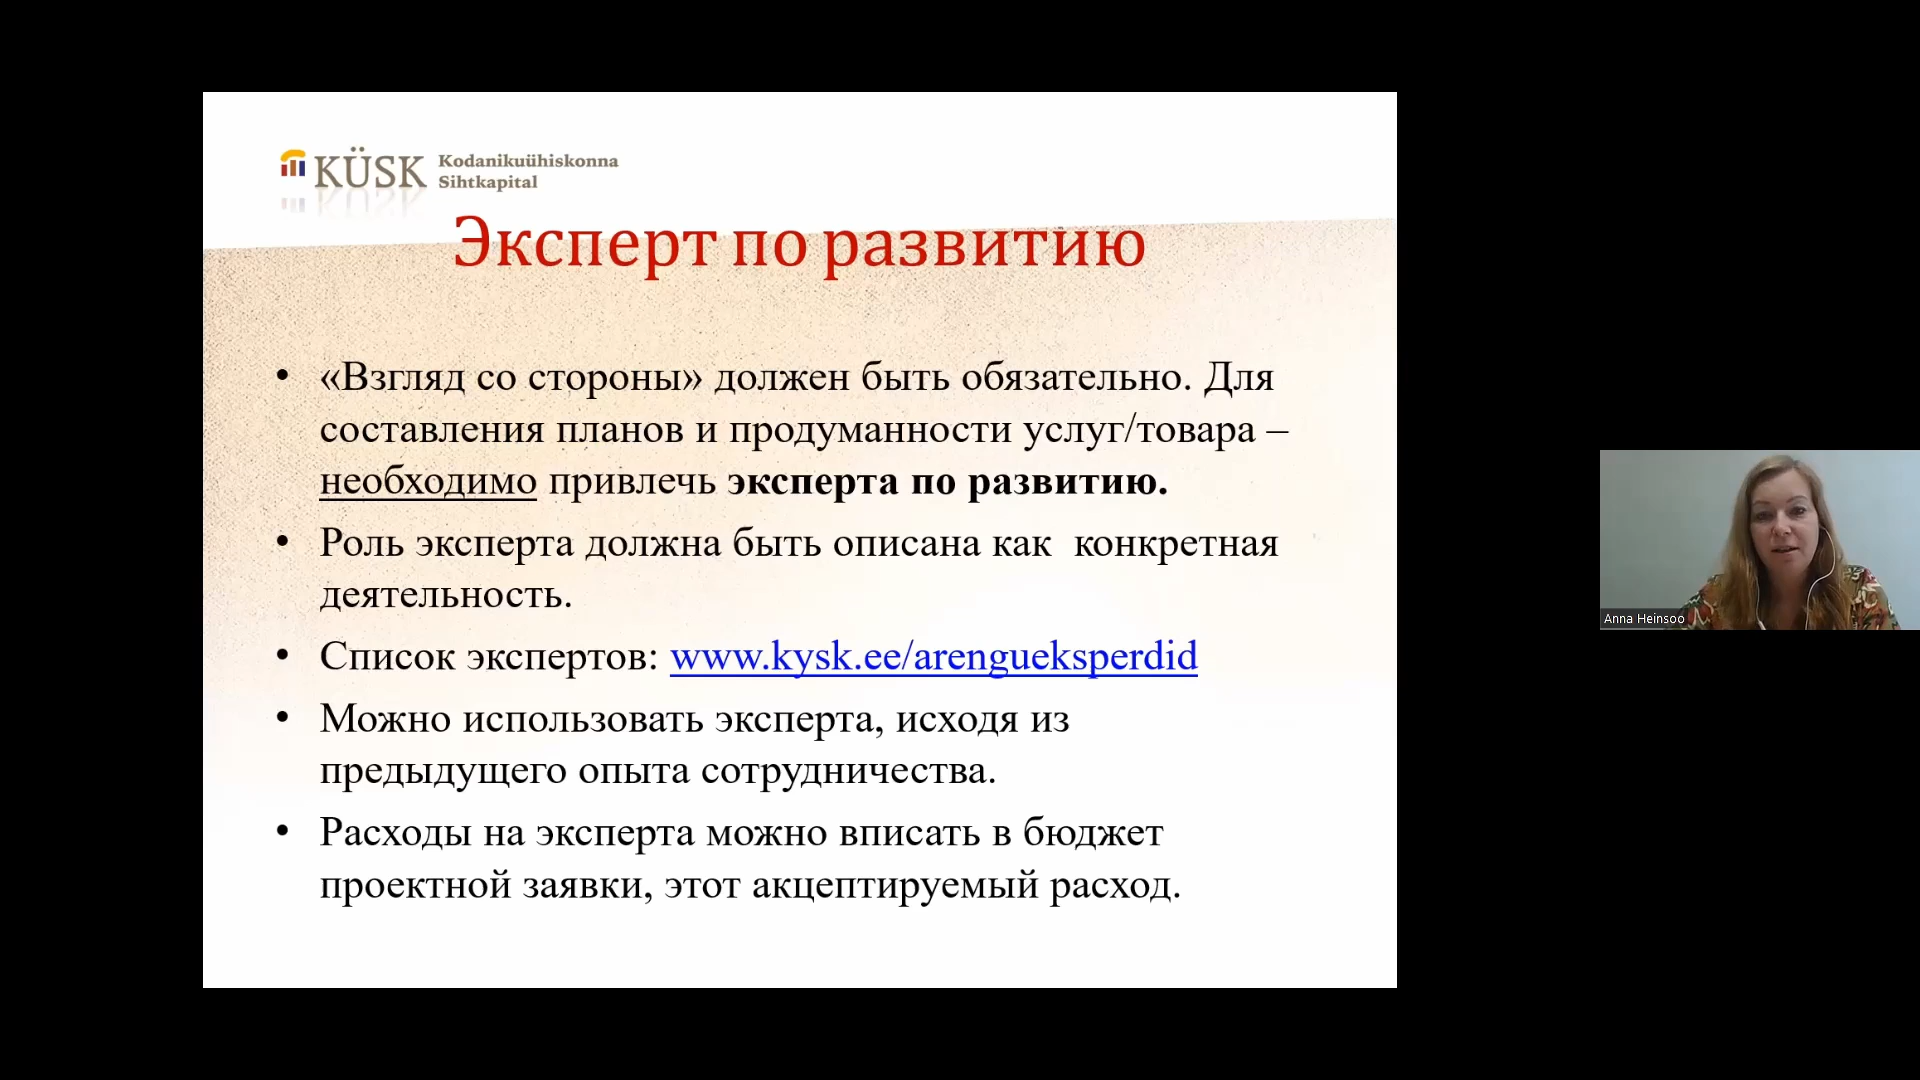 KÜSK Kodanikuühiskonna
Sihtkapital
Эксперт по развитию
• «Взгляд со стороны» должен быть обязательно. Для
составления планов и продуманности услуг/товара –
необходимо привлечь эксперта по развитию.
• Роль эксперта должна быть описана как  конкретная
деятельность.
• Список экспертов: www.kysk.ee/arengueksperdid
• Можно использовать эксперта, исходя из
предыдущего опыта сотрудничества.
• Расходы на эксперта можно вписать в бюджет
проектной заявки, этот акцептируемый расход.
Anna Heinsoo